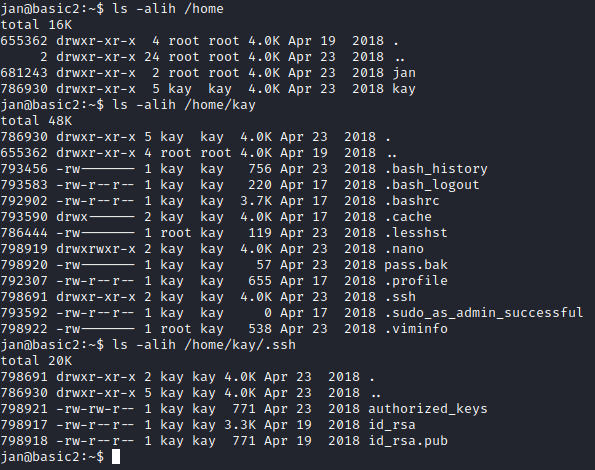 jan@basic2:~$ ls -alih /home
total 16K
655362 drwxr-xr-x  4 root root 4.0K Apr 19  2018 .
     2 drwxr-xr-x 24 root root 4.0K Apr 23  2018 ..
681243 drwxr-xr-x  2 root root 4.0K Apr 23  2018 jan
786930 drwxr-xr-x  5 kay  kay  4.0K Apr 23  2018 kay
jan@basic2:~$ ls -alih /home/kay
total 48K
786930 drwxr-xr-x 5 kay  kay  4.0K Apr 23  2018 .
655362 drwxr-xr-x 4 root root 4.0K Apr 19  2018 ..
793456 -rw------- 1 kay  kay   756 Apr 23  2018 .bash_history
793583 -rw-r--r-- 1 kay  kay   220 Apr 17  2018 .bash_logout
792902 -rw-r--r-- 1 kay  kay  3.7K Apr 17  2018 .bashrc
793590 drwx------ 2 kay  kay  4.0K Apr 17  2018 .cache
786444 -rw------- 1 root kay   119 Apr 23  2018 .lesshst
798919 drwxrwxr-x 2 kay  kay  4.0K Apr 23  2018 .nano
798920 -rw------- 1 kay  kay    57 Apr 23  2018 pass.bak
792307 -rw-r--r-- 1 kay  kay   655 Apr 17  2018 .profile
798691 drwxr-xr-x 2 kay  kay  4.0K Apr 23  2018 .ssh
793592 -rw-r--r-- 1 kay  kay     0 Apr 17  2018 .sudo_as_admin_successful
798922 -rw------- 1 root kay   538 Apr 23  2018 .viminfo
jan@basic2:~$ ls -alih /home/kay/.ssh
total 20K
798691 drwxr-xr-x 2 kay kay 4.0K Apr 23  2018 .
786930 drwxr-xr-x 5 kay kay 4.0K Apr 23  2018 ..
798921 -rw-rw-r-- 1 kay kay  771 Apr 23  2018 authorized_keys
798917 -rw-r--r-- 1 kay kay 3.3K Apr 19  2018 id_rsa
798918 -rw-r--r-- 1 kay kay  771 Apr 19  2018 id_rsa.pub
jan@basic2:~$